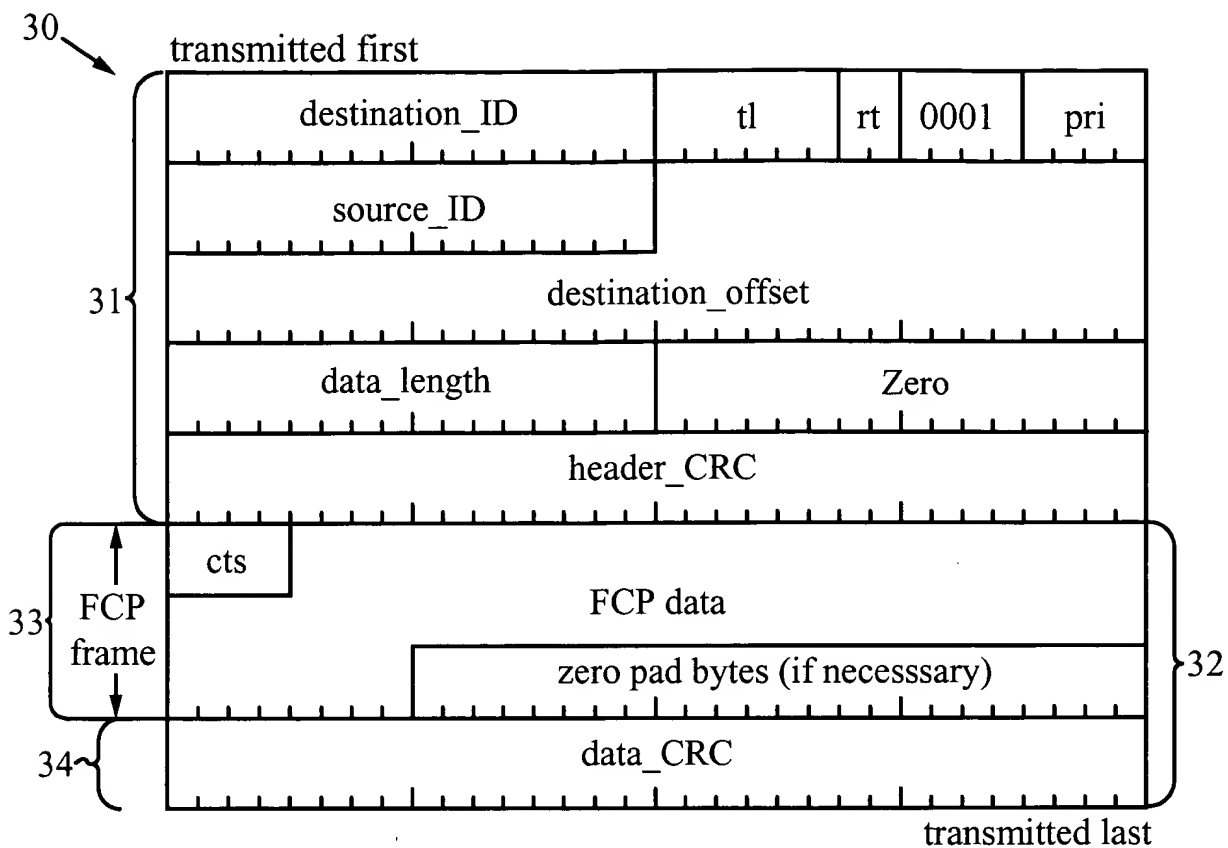 30
transmitted first
destination_ID tl rt 0001 pri
source_ID
31
destination_offset
data_length Zero
header_CRC
cts
33 FCP frame
FCP data
zero pad bytes (if necesssary)
32
34
data_CRC
transmitted last